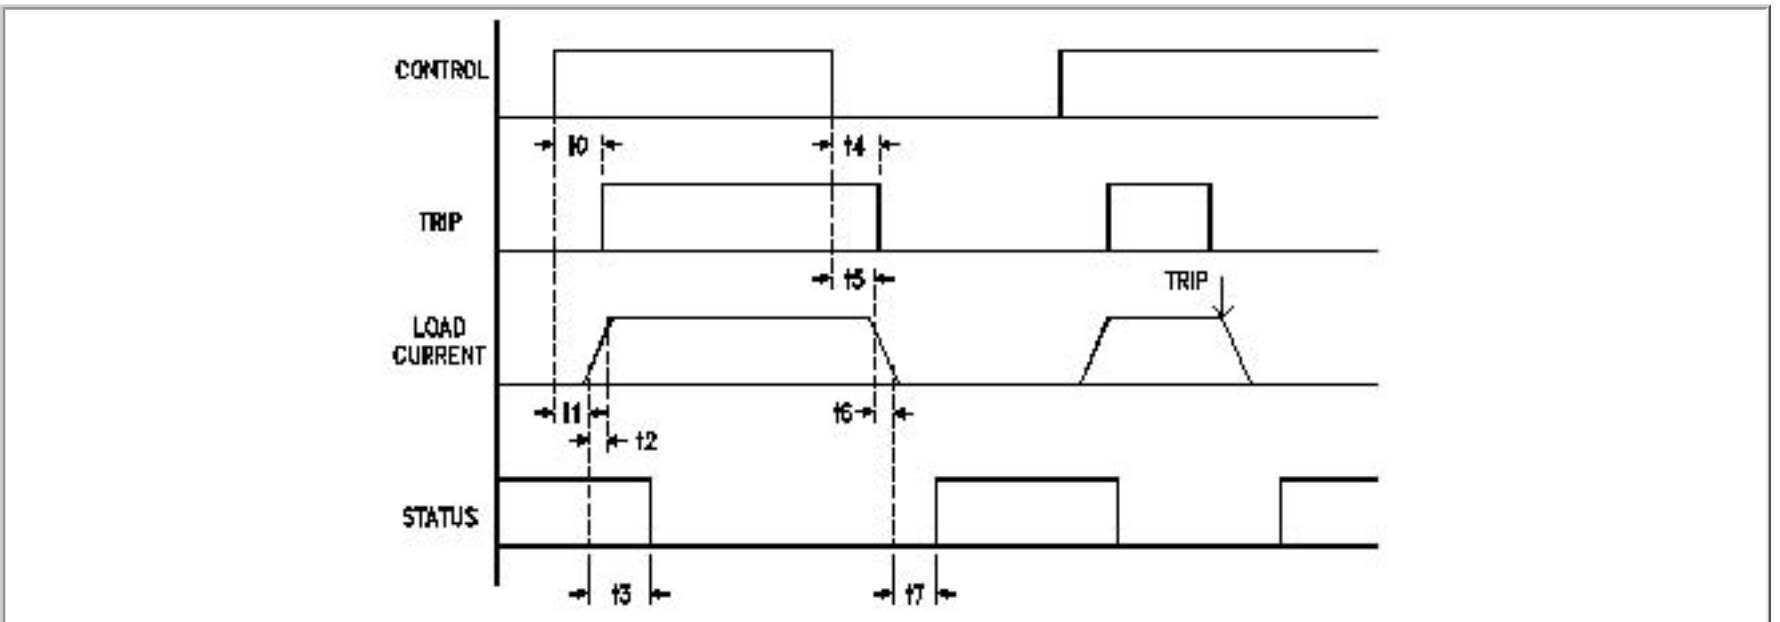 CONTROL
t0
t4
TRIP
t5
TRIP
LOAD
CURRENT
t1
t6
t2
STATUS
t3
t7